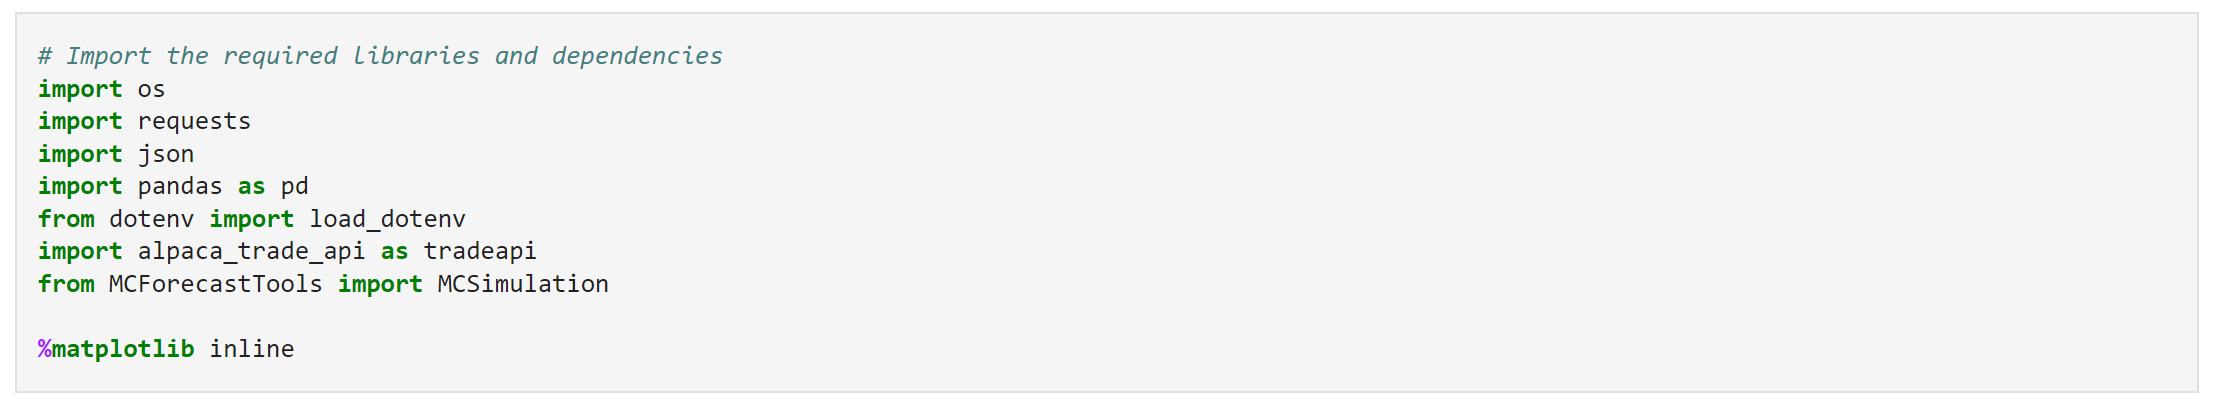 # Import the required libraries and dependencies
import os
import requests
import json
import pandas as pd
from dotenv import load_dotenv
import alpaca_trade_api as tradeapi
from MCForecastTools import MCSimulation
%matplotlib inline